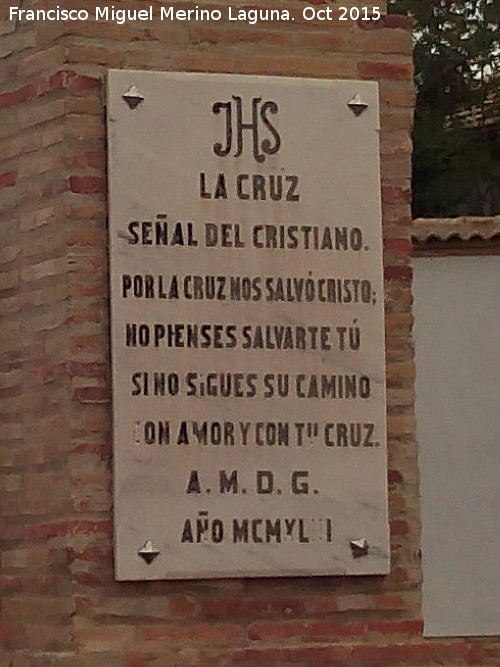 Francisco Miguel Merino Laguna. Oct 2015
JHS
LA CRUZ
SEÑAL DEL CRISTIANO.
POR LA CRUZ NOS SALVÓ CRISTO;
NO PIENSES SALVARTE TÚ
SI NO SIGUES SU CAMINO
CON AMOR Y CON TU CRUZ.
A. M. D. G.
AÑO